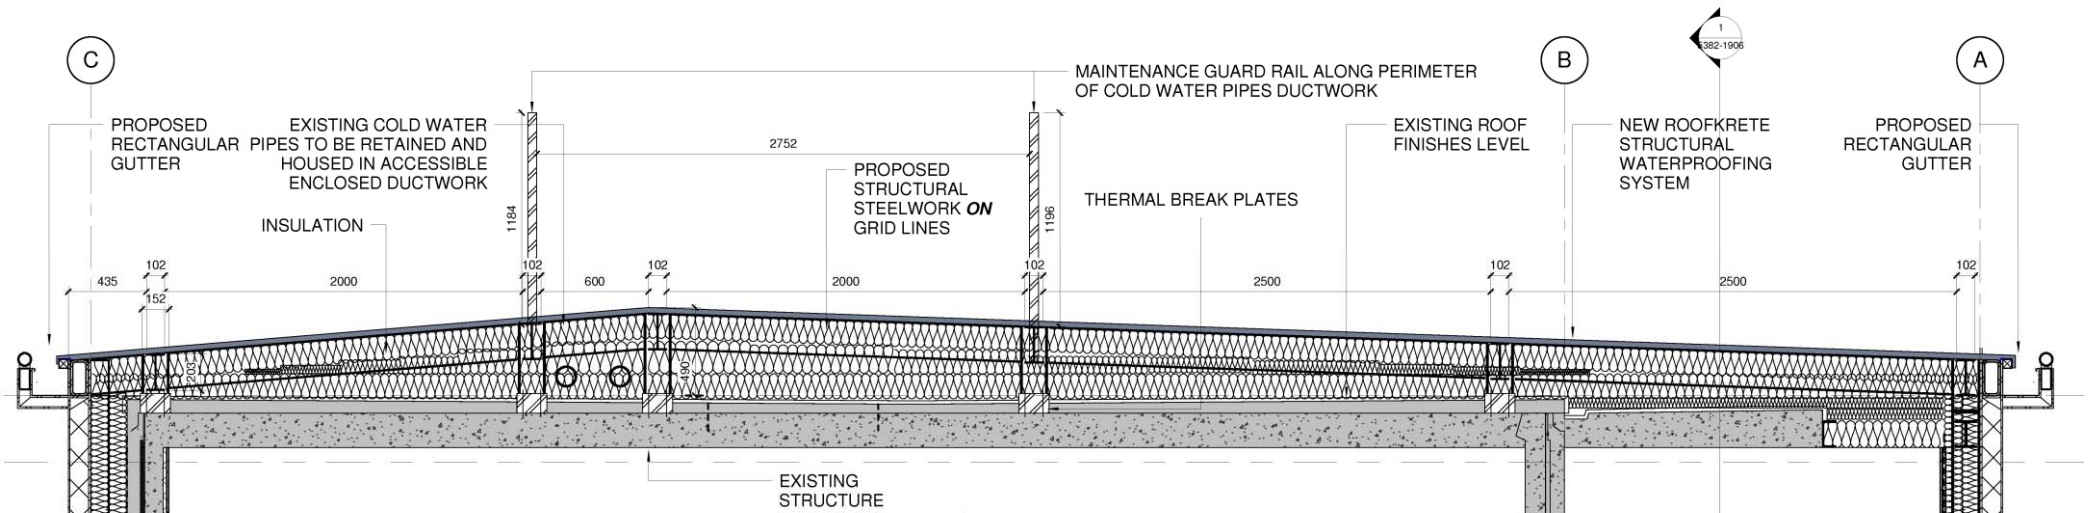 C
B
1
5382-1906
A
MAINTENANCE GUARD RAIL ALONG PERIMETER
OF COLD WATER PIPES DUCTWORK
PROPOSED
RECTANGULAR
GUTTER
EXISTING COLD WATER
PIPES TO BE RETAINED AND
HOUSED IN ACCESSIBLE
ENCLOSED DUCTWORK
2752
EXISTING ROOF
FINISHES LEVEL
NEW ROOFKRETE
STRUCTURAL
WATERPROOFING
SYSTEM
PROPOSED
RECTANGULAR
GUTTER
PROPOSED
STRUCTURAL
STEELWORK ON
GRID LINES
THERMAL BREAK PLATES
INSULATION
1184
1196
102
102
102
102
102
102
435
2000
600
2000
2500
2500
152
203
490
EXISTING
STRUCTURE